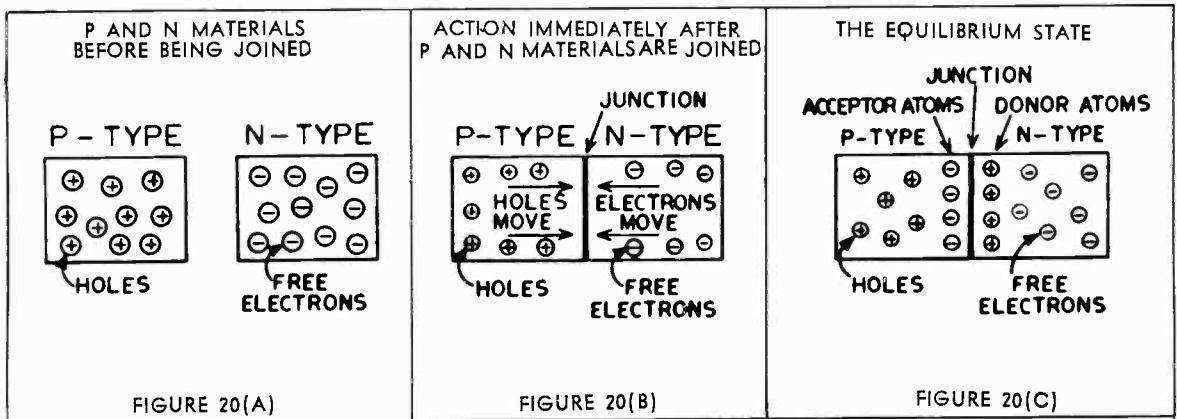 P AND N MATERIALS
BEFORE BEING JOINED
P-TYPE
N-TYPE
HOLES
FREE
ELECTRONS
FIGURE 20(A)
ACTION IMMEDIATELY AFTER
P AND N MATERIALS ARE JOINED
JUNCTION
P-TYPE
N-TYPE
HOLES
MOVE
ELECTRONS
MOVE
HOLES
FREE
ELECTRONS
FIGURE 20(B)
THE EQUILIBRIUM STATE
JUNCTION
ACCEPTOR ATOMS
DONOR ATOMS
P-TYPE
N-TYPE
HOLES
FREE
ELECTRONS
FIGURE 20(C)